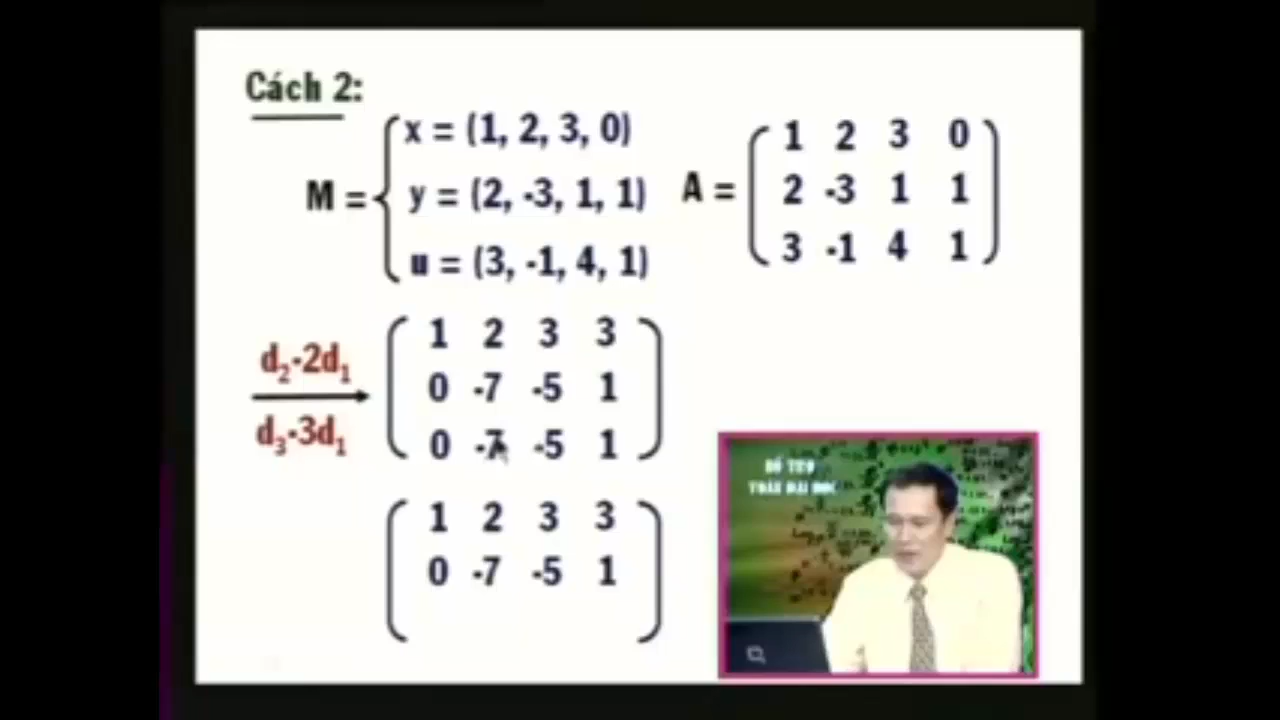 Cách 2:
M = { x = (1, 2, 3, 0)
y = (2, -3, 1, 1)
u = (3, -1, 4, 1)
A = ( 1 2 3 0
2 -3 1 1
3 -1 4 1 )
d₂-2d₁
d₃-3d₁
( 1 2 3 3
0 -7 -5 1
0 -7 -5 1 )
( 1 2 3 3
0 -7 -5 1 )